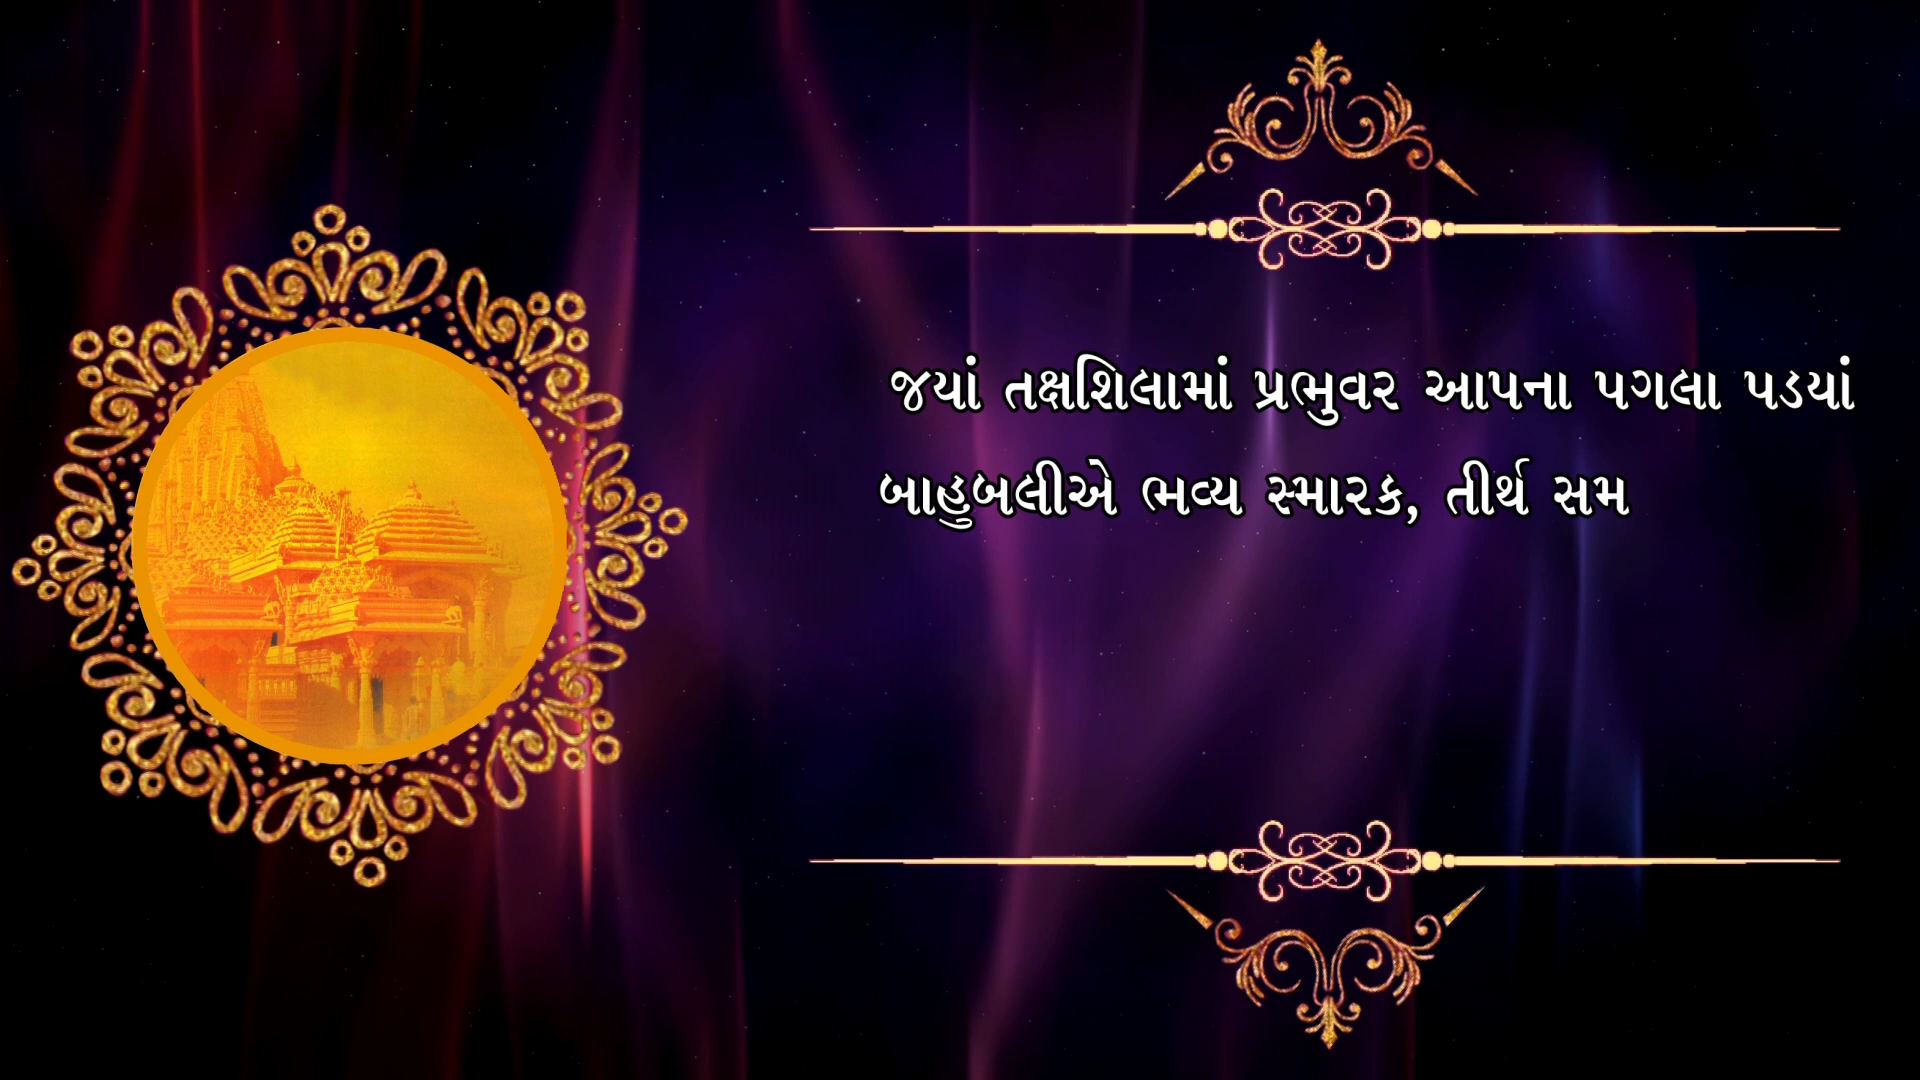 જયાં તક્ષશિલામાં પ્રભુવર આપના પગલા પડયાં
બાહુબલીએ ભવ્ય સ્મારક, તીર્થ સમ